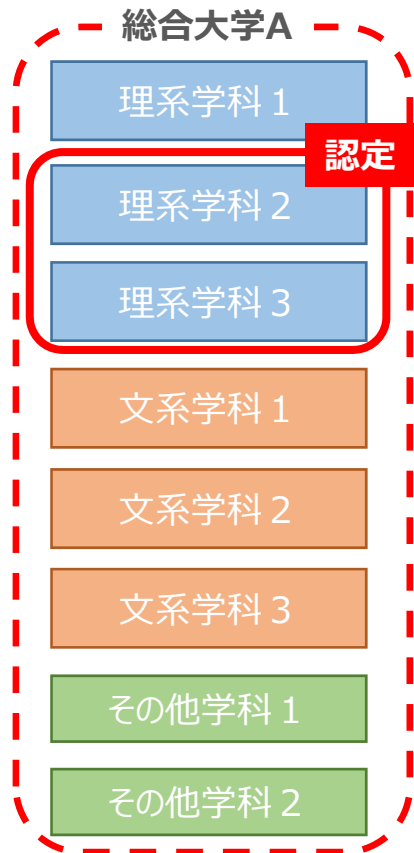 総合大学A
理系学科１
認定
理系学科２
理系学科３
文系学科１
文系学科２
文系学科３
その他学科１
その他学科２